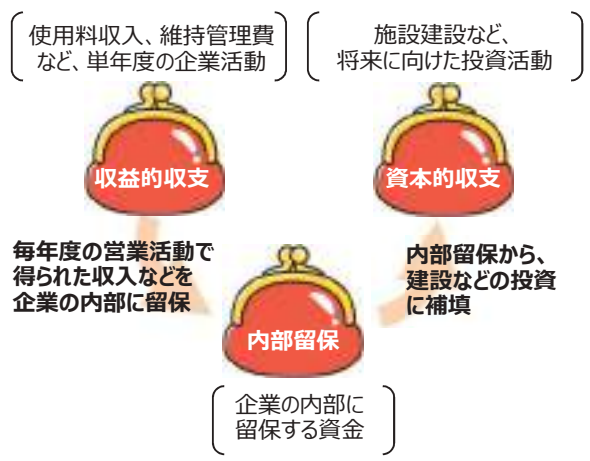 使用料収入、維持管理費
など、単年度の企業活動
施設建設など、
将来に向けた投資活動
収益的収支
資本的収支
毎年度の営業活動で
得られた収入などを
企業の内部に留保
内部留保から、
建設などの投資
に補填
内部留保
企業の内部に
留保する資金